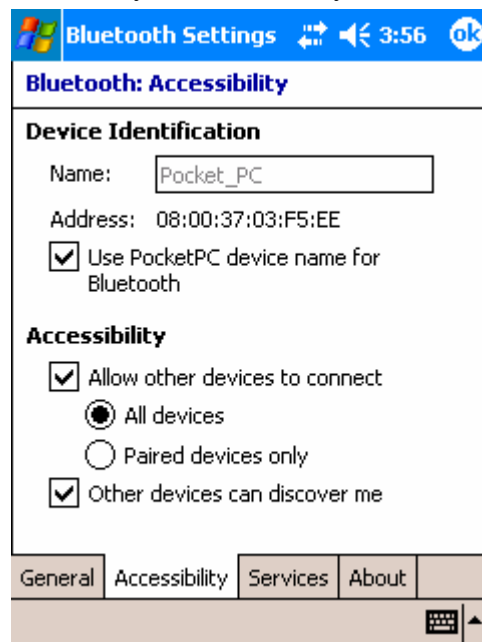 Bluetooth Settings 3:56 ok
Bluetooth: Accessibility
Device Identification
Name: Pocket_PC
Address: 08:00:37:03:F5:EE
Use PocketPC device name for
Bluetooth
Accessibility
Allow other devices to connect
All devices
Paired devices only
Other devices can discover me
General Accessibility Services About